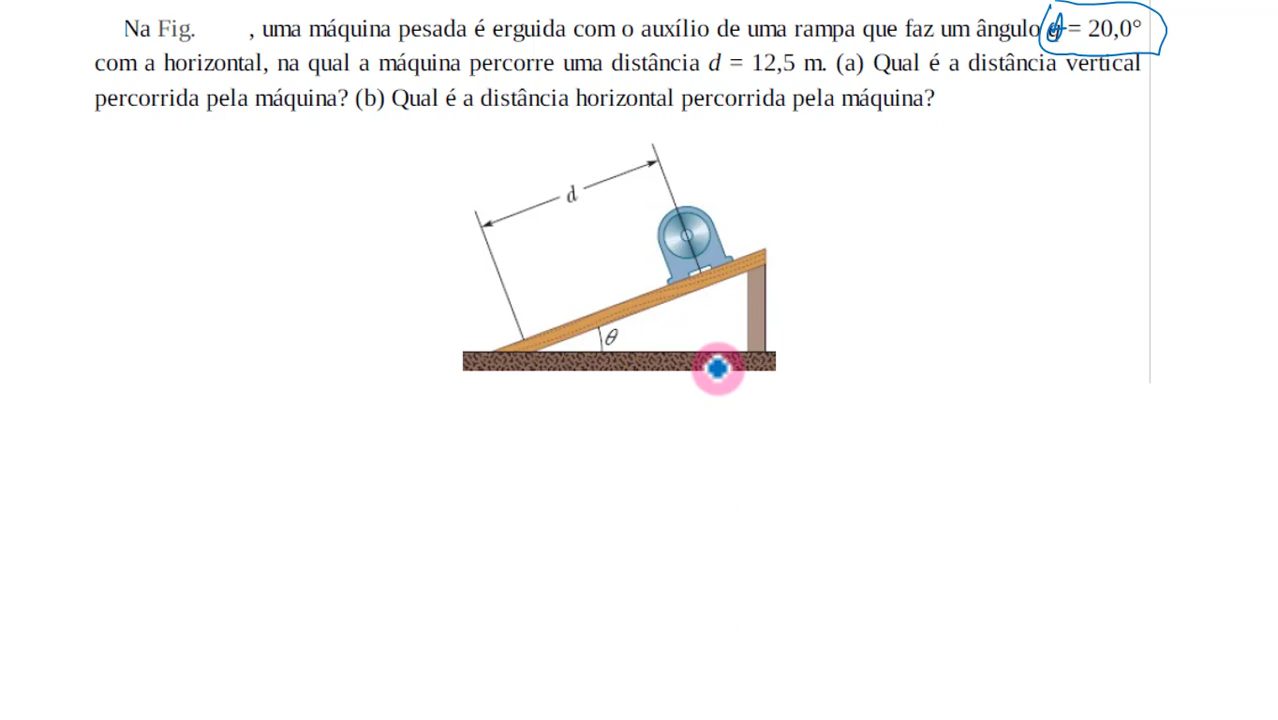 Na Fig. , uma máquina pesada é erguida com o auxílio de uma rampa que faz um ângulo θ = 20,0°
com a horizontal, na qual a máquina percorre uma distância d = 12,5 m. (a) Qual é a distância vertical
percorrida pela máquina? (b) Qual é a distância horizontal percorrida pela máquina?
d
θ